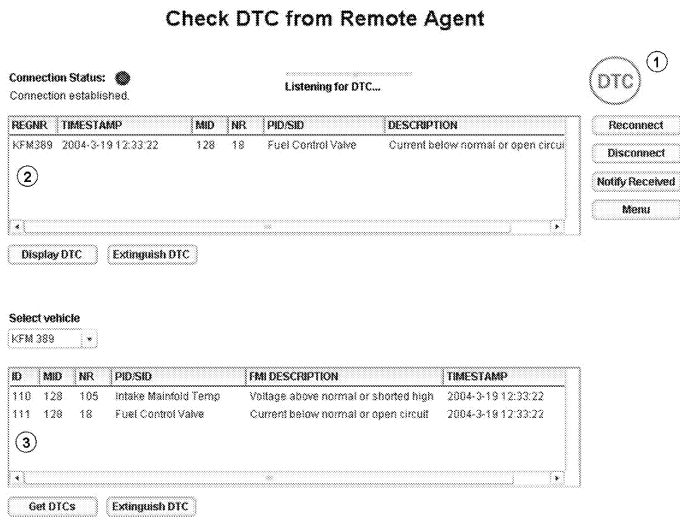 Check DTC from Remote Agent
Connection Status:
Connection established.
Listening for DTC...
DTC
1
REGNR TIMESTAMP MID NR PID/SID DESCRIPTION
KFM389 2004-3-19 12:33:22 128 18 Fuel Control Valve Current below normal or open circui
2
Reconnect
Disconnect
Notify Received
Menu
Display DTC Extinguish DTC
Select vehicle
KFM 389
ID MID NR PID/SID FMI DESCRIPTION TIMESTAMP
110 128 105 Intake Mainfold Temp Voltage above normal or shorted high 2004-3-19 12:33:22
111 128 18 Fuel Control Valve Current below normal or open circuit 2004-3-19 12:33:22
3
Get DTCs Extinguish DTC